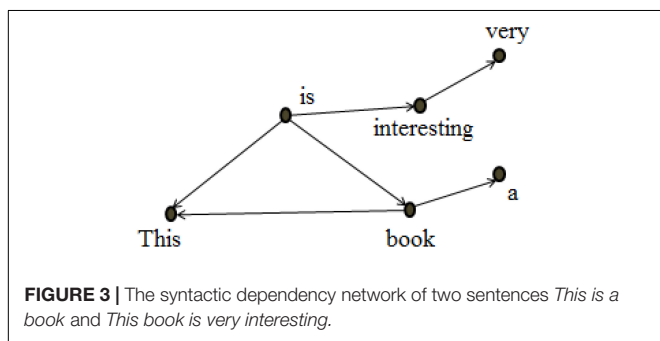 very
is
interesting
a
This
book
FIGURE 3 | The syntactic dependency network of two sentences This is a
book and This book is very interesting.